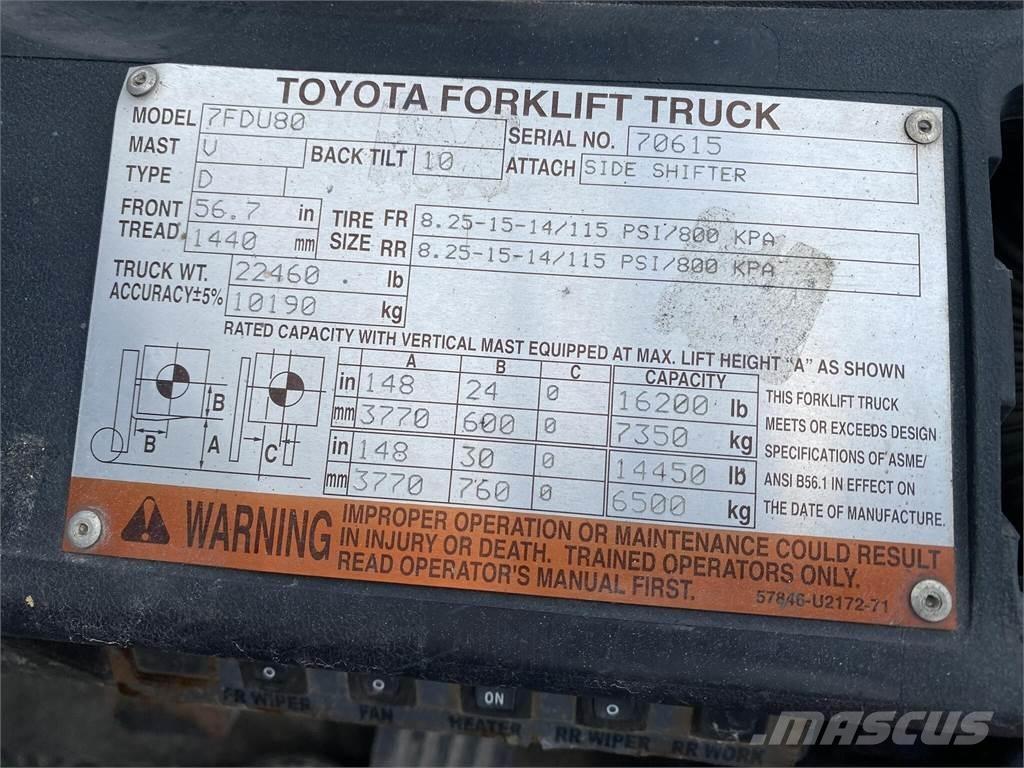 TOYOTA FORKLIFT TRUCK
MODEL 7FDU80 SERIAL NO. 70615
MAST V BACK TILT 10 ATTACH SIDE SHIFTER
TYPE D
FRONT TREAD 56.7 in TIRE SIZE FR 8.25-15-14/115 PSI/800 KPA
1440 mm RR 8.25-15-14/115 PSI/800 KPA
TRUCK WT. 22460 lb
ACCURACY±5% 10190 kg
RATED CAPACITY WITH VERTICAL MAST EQUIPPED AT MAX. LIFT HEIGHT "A" AS SHOWN
A B C CAPACITY
in 148 24 0 16200 lb
mm 3770 600 0 7350 kg
in 148 30 0 14450 lb
mm 3770 760 0 6500 kg
B
B
A
C
THIS FORKLIFT TRUCK
MEETS OR EXCEEDS DESIGN
SPECIFICATIONS OF ASME/
ANSI B56.1 IN EFFECT ON
THE DATE OF MANUFACTURE.
! WARNING
IMPROPER OPERATION OR MAINTENANCE COULD RESULT
IN INJURY OR DEATH. TRAINED OPERATORS ONLY.
READ OPERATOR'S MANUAL FIRST.
57846-U2172-71
O O ON O
FR WIPER FAN HEATER RR WIPER RR WORK
MASCUS